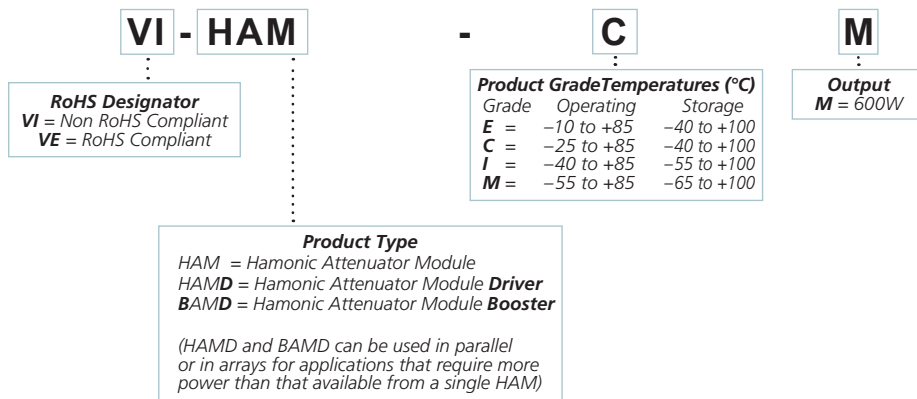 VI - HAM - C M
RoHS Designator
VI = Non RoHS Compliant
VE = RoHS Compliant
Product GradeTemperatures (°C)
Grade Operating Storage
E = –10 to +85 –40 to +100
C = –25 to +85 –40 to +100
I = –40 to +85 –55 to +100
M = –55 to +85 –65 to +100
Output
M = 600W
Product Type
HAM = Hamonic Attenuator Module
HAMD = Hamonic Attenuator Module Driver
BAMD = Hamonic Attenuator Module Booster
(HAMD and BAMD can be used in parallel
or in arrays for applications that require more
power than that available from a single HAM)